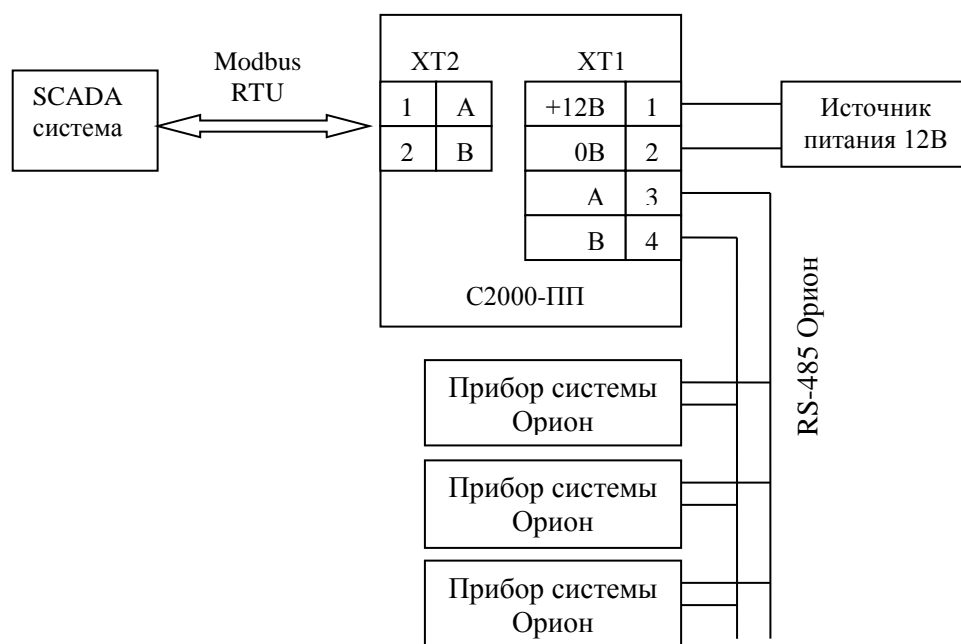 Modbus
RTU
SCADA
система
XT2
XT1
1 A
2 B
+12В 1
0В 2
A 3
B 4
С2000-ПП
Источник
питания 12В
RS-485 Орион
Прибор системы
Орион
Прибор системы
Орион
Прибор системы
Орион